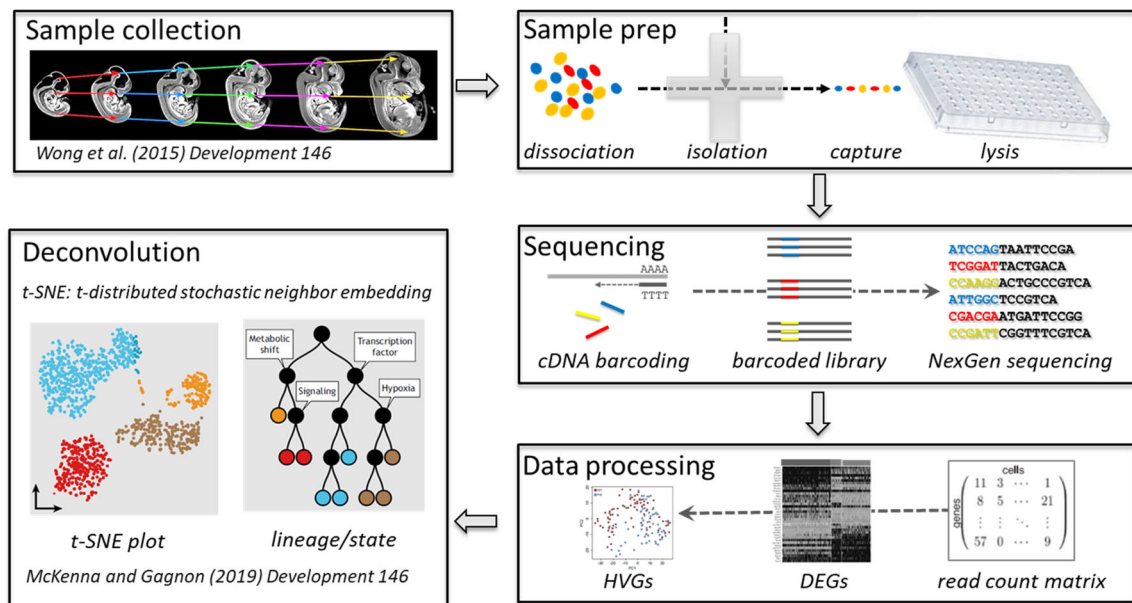 Sample collection
Wong et al. (2015) Development 146
Sample prep
dissociation isolation capture lysis
Sequencing
AAAA
TTTT
ATCCAGTAATTCCGA
TCGGATTACTGACA
CCAAGGACTGCCCGTCA
ATTGGCTCCGTCA
CGACGAATGATTCCGG
CCGATTCGGTTTCGTCA
cDNA barcoding barcoded library NexGen sequencing
Data processing
PC2
PC1
cells
genes
11 3 ⋯ 1
8 5 ⋯ 21
⋮ ⋮ ⋱ ⋮
57 0 ⋯ 9
HVGs DEGs read count matrix
Deconvolution
t-SNE: t-distributed stochastic neighbor embedding
Metabolic
shift
Transcription
factor
Signaling
Hypoxia
t-SNE plot lineage/state
McKenna and Gagnon (2019) Development 146